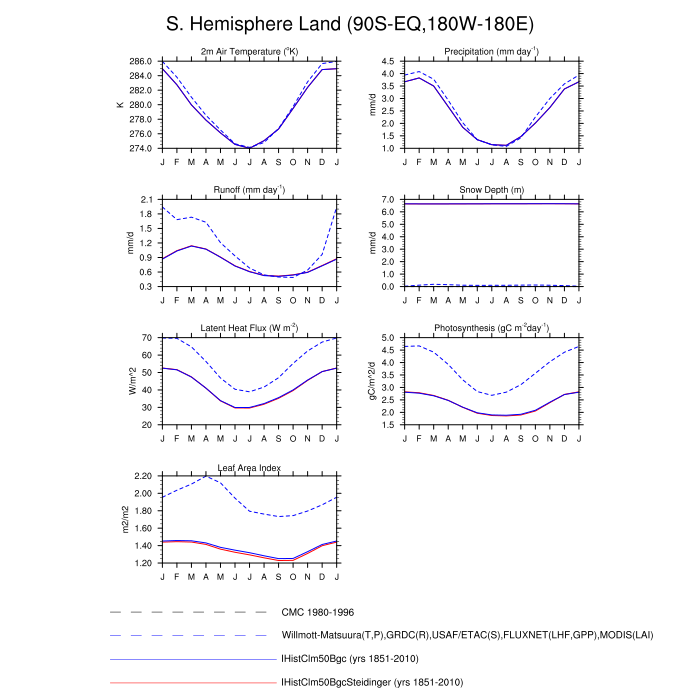 S. Hemisphere Land (90S-EQ,180W-180E)
2m Air Temperature (°K)
286.0
284.0
282.0
280.0
278.0
276.0
274.0
K
J F M A M J J A S O N D J
Precipitation (mm day-1)
4.5
4.0
3.5
3.0
2.5
2.0
1.5
1.0
mm/d
J F M A M J J A S O N D J
Runoff (mm day-1)
2.1
1.8
1.5
1.2
0.9
0.6
0.3
mm/d
J F M A M J J A S O N D J
Snow Depth (m)
7.0
6.0
5.0
4.0
3.0
2.0
1.0
0.0
mm/d
J F M A M J J A S O N D J
Latent Heat Flux (W m-2)
70
60
50
40
30
20
W/m^2
J F M A M J J A S O N D J
Photosynthesis (gC m-2day-1)
5.0
4.5
4.0
3.5
3.0
2.5
2.0
1.5
gC/m^2/d
J F M A M J J A S O N D J
Leaf Area Index
2.20
2.00
1.80
1.60
1.40
1.20
m2/m2
J F M A M J J A S O N D J
CMC 1980-1996
Willmott-Matsuura(T,P),GRDC(R),USAF/ETAC(S),FLUXNET(LHF,GPP),MODIS(LAI)
IHistClm50Bgc (yrs 1851-2010)
IHistClm50BgcSteidinger (yrs 1851-2010)